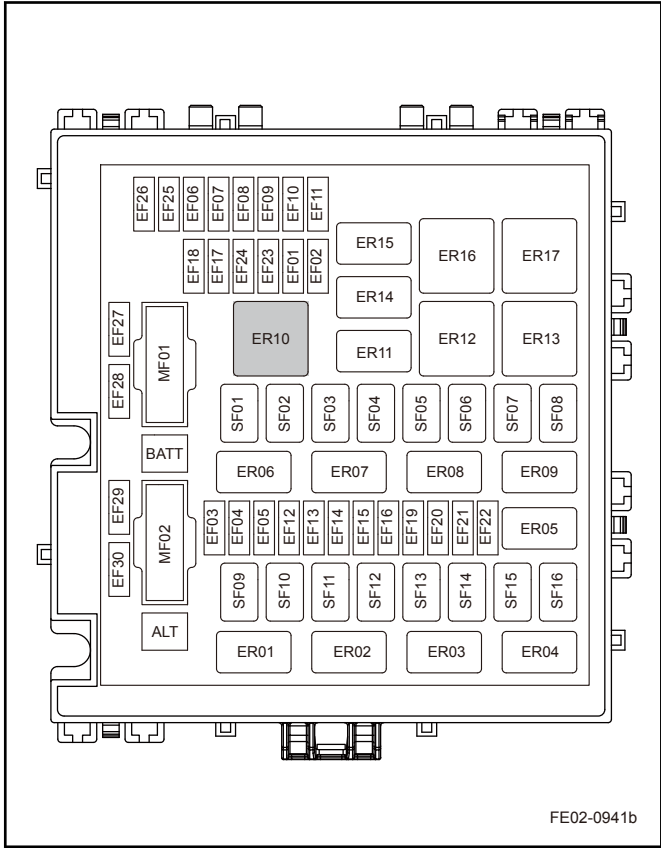 EF26 EF25 EF06 EF07 EF08 EF09 EF10 EF11
EF18 EF17 EF24 EF23 EF01 EF02
ER15 ER16 ER17
ER14
EF27 MF01 ER10 ER11 ER12 ER13
EF28
SF01 SF02 SF03 SF04 SF05 SF06 SF07 SF08
BATT
ER06 ER07 ER08 ER09
EF29 MF02 EF03 EF04 EF05 EF12 EF13 EF14 EF15 EF16 EF19 EF20 EF21 EF22 ER05
EF30
SF09 SF10 SF11 SF12 SF13 SF14 SF15 SF16
ALT
ER01 ER02 ER03 ER04
FE02-0941b